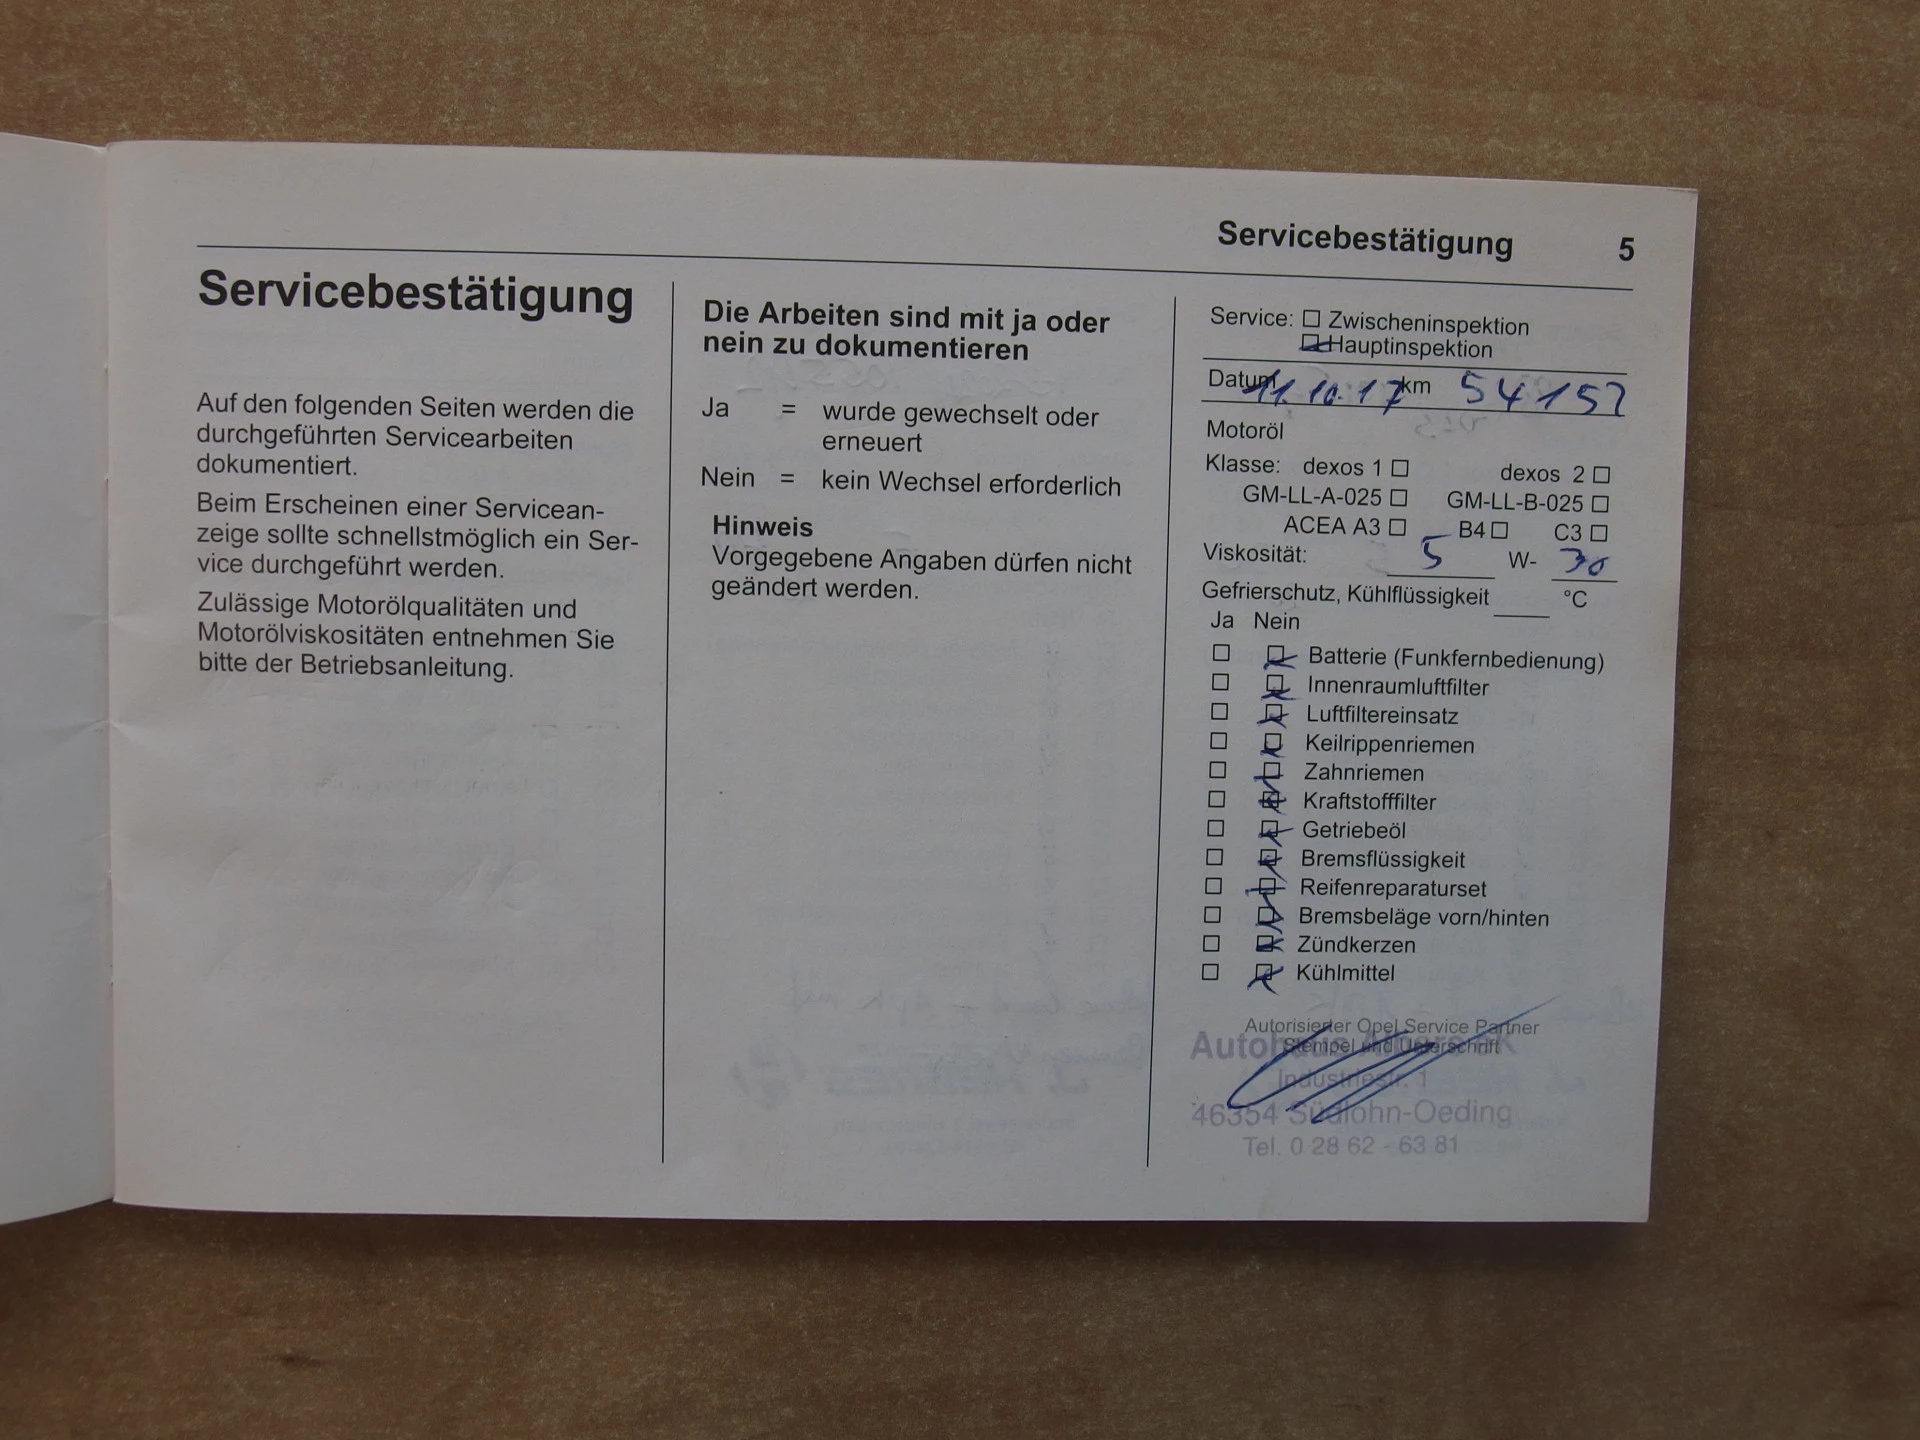 Servicebestätigung 5
Servicebestätigung
Auf den folgenden Seiten werden die
durchgeführten Servicearbeiten
dokumentiert.
Beim Erscheinen einer Servicean-
zeige sollte schnellstmöglich ein Ser-
vice durchgeführt werden.
Zulässige Motorölqualitäten und
Motorölviskositäten entnehmen Sie
bitte der Betriebsanleitung.
Die Arbeiten sind mit ja oder
nein zu dokumentieren
Ja = wurde gewechselt oder
erneuert
Nein = kein Wechsel erforderlich
Hinweis
Vorgegebene Angaben dürfen nicht
geändert werden.
Service: ☐ Zwischeninspektion
☒ Hauptinspektion
Datum 11.10.17 km 54152
Motoröl
Klasse: dexos 1 ☐ dexos 2 ☐
GM-LL-A-025 ☐ GM-LL-B-025 ☐
ACEA A3 ☐ B4 ☐ C3 ☐
Viskosität: 5 W- 30
Gefrierschutz, Kühlflüssigkeit ____ °C
Ja Nein
☐ ☒ Batterie (Funkfernbedienung)
☐ ☒ Innenraumluftfilter
☐ ☒ Luftfiltereinsatz
☐ ☒ Keilrippenriemen
☐ ☒ Zahnriemen
☐ ☒ Kraftstofffilter
☐ ☒ Getriebeöl
☐ ☒ Bremsflüssigkeit
☐ ☒ Reifenreparaturset
☐ ☒ Bremsbeläge vorn/hinten
☐ ☒ Zündkerzen
☐ ☒ Kühlmittel
Autorisierter Opel Service Partner
Stempel und Unterschrift
Autohaus
Industriestr. 1
46354 Südlohn-Oeding
Tel. 0 28 62 - 63 81